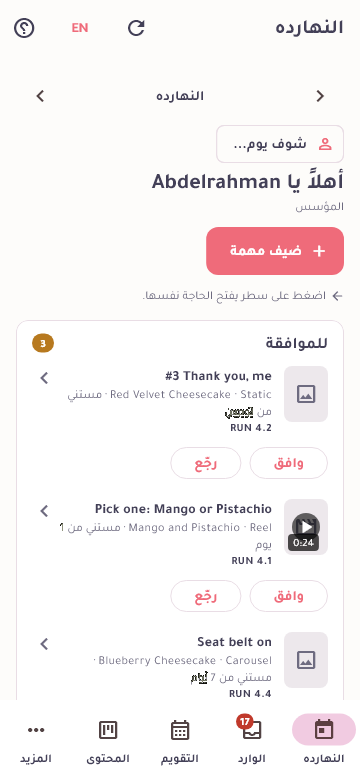 النهارده
EN
النهارده
شوف يوم...
أهلاً يا Abdelrahman
المؤسس
ضيف مهمة
اضغط على سطر يفتح الحاجة نفسها.
للموافقة
3
#3 Thank you, me
Red Velvet Cheesecake · Static · مستني
من
RUN 4.2
وافق
رجّع
Pick one: Mango or Pistachio
0:24
Mango and Pistachio · Reel · مستني من 1
يوم
RUN 4.1
وافق
رجّع
Seat belt on
Blueberry Cheesecake · Carousel ·
مستني من 7 أيام
RUN 4.4
النهارده
17
الوارد
التقويم
المحتوى
المزيد